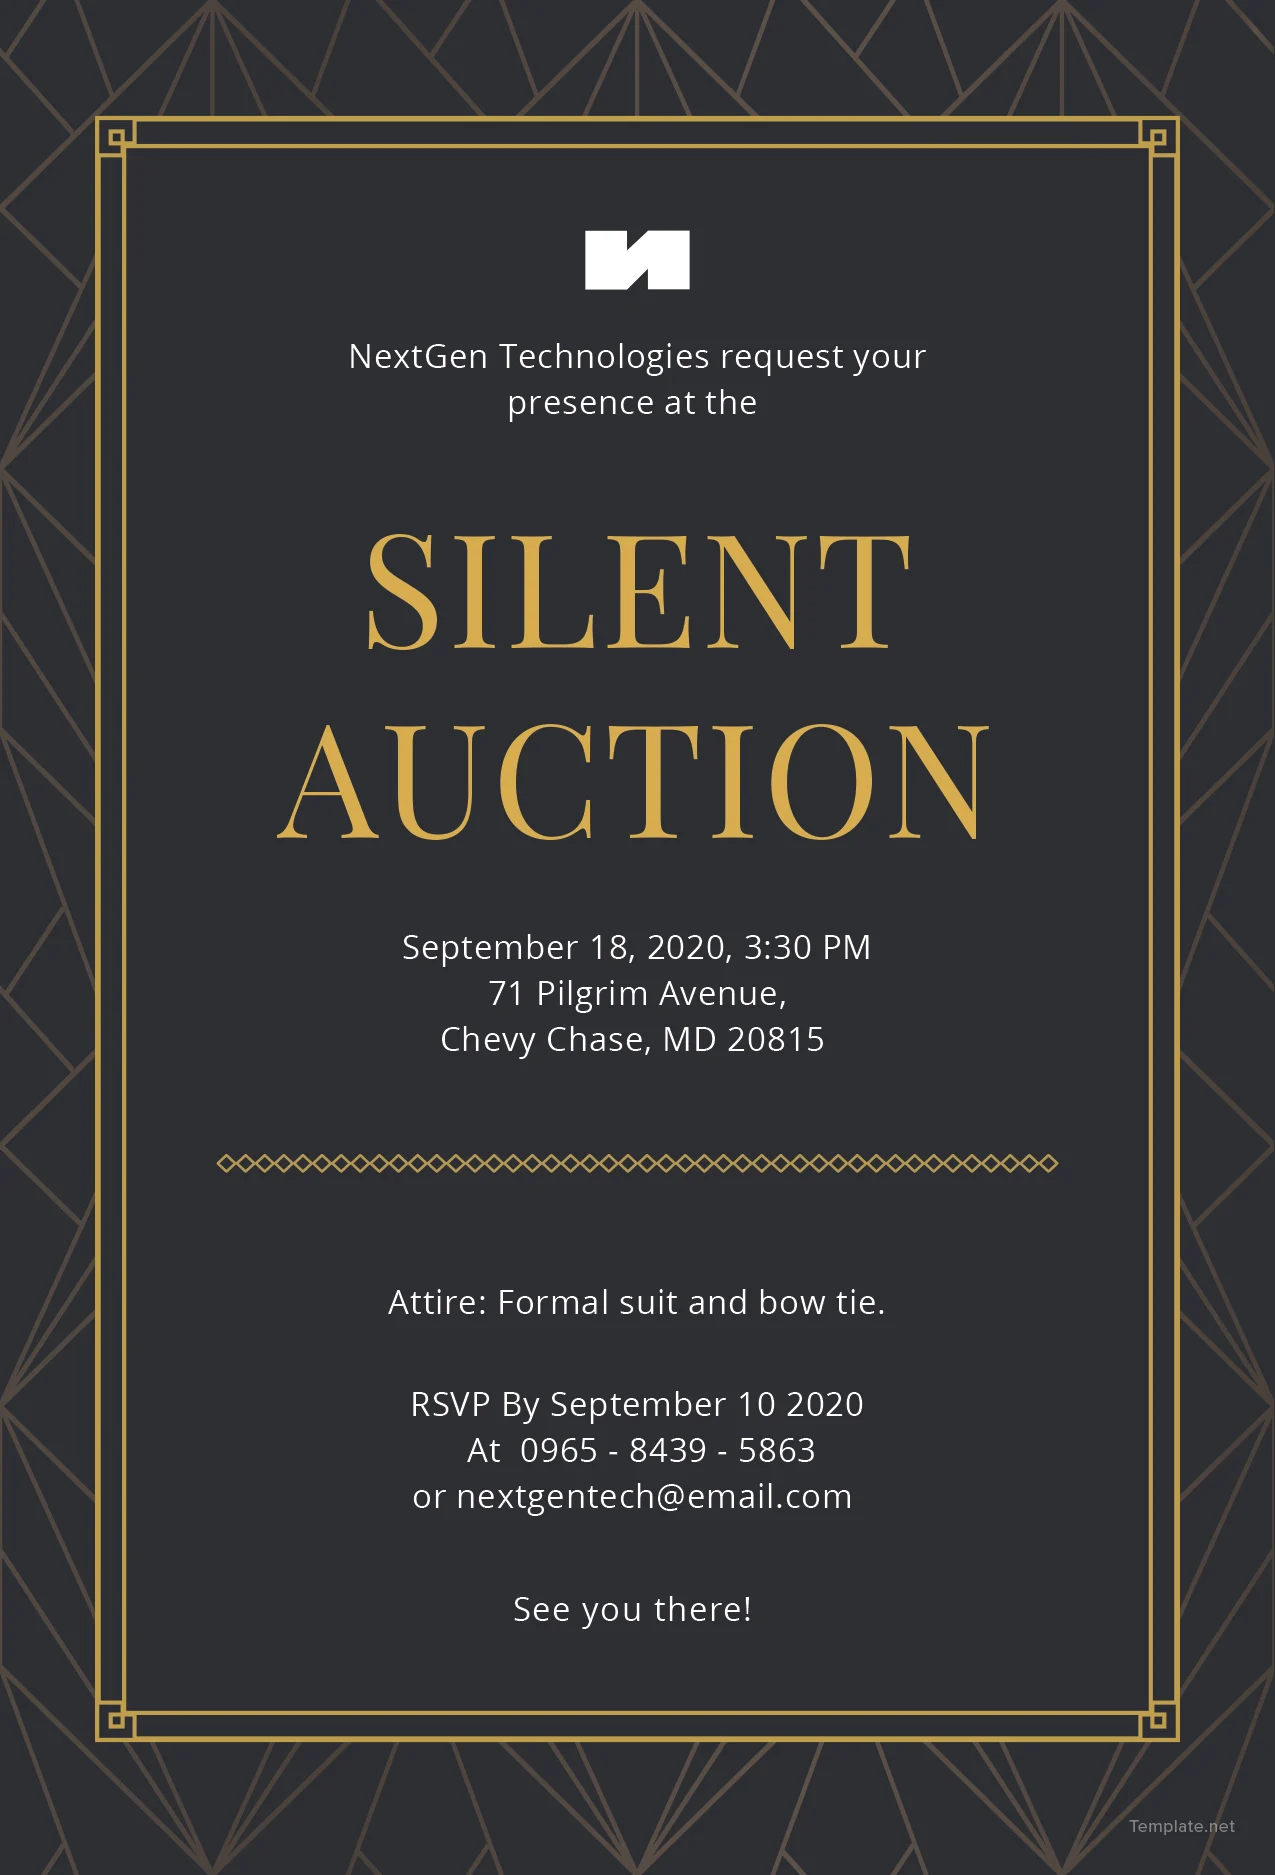 NextGen Technologies request your
presence at the
SILENT
AUCTION
September 18, 2020, 3:30 PM
71 Pilgrim Avenue,
Chevy Chase, MD 20815
Attire: Formal suit and bow tie.
RSVP By September 10 2020
At  0965 - 8439 - 5863
or nextgentech@email.com
See you there!
Template.net